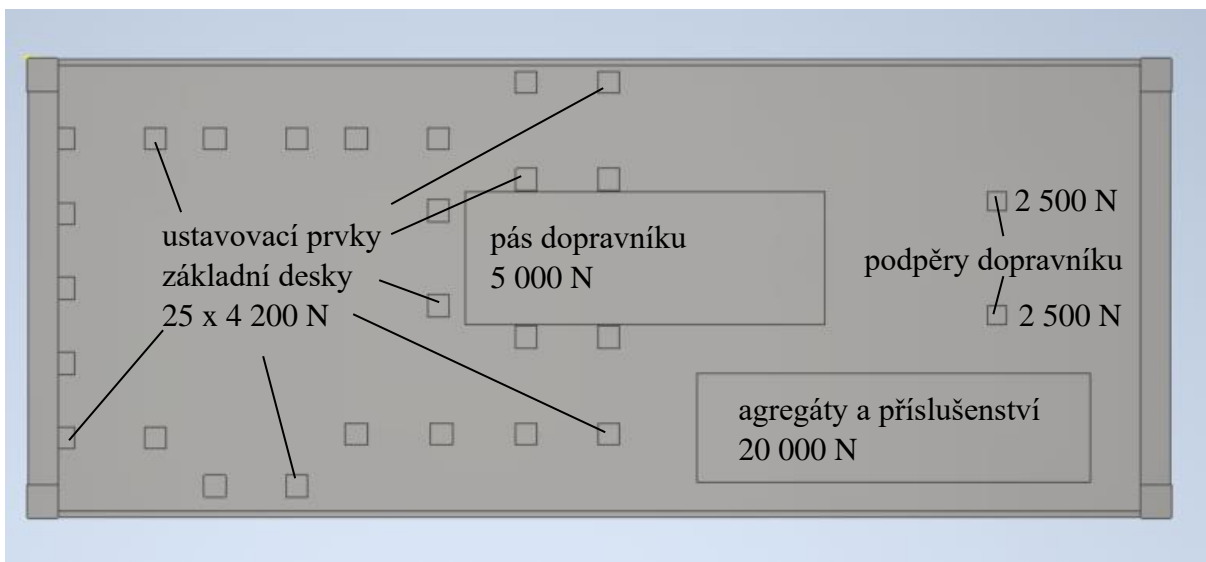 ustavovací prvky
základní desky
25 x 4 200 N
pás dopravníku
5 000 N
2 500 N
podpěry dopravníku
2 500 N
agregáty a příslušenství
20 000 N